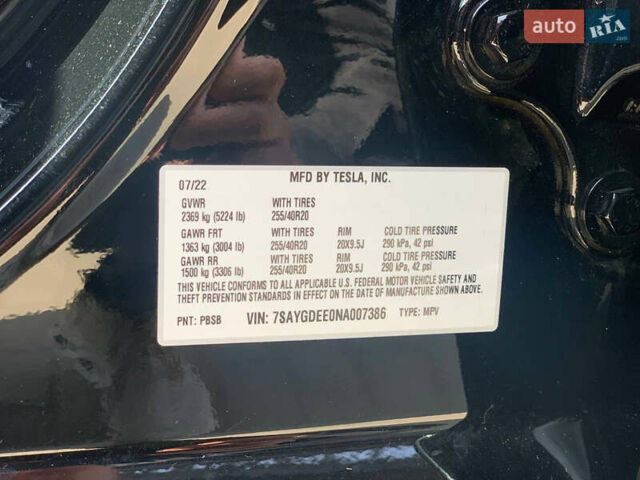 auto RIA.com
MFD BY TESLA, INC.
07/22
GVWR WITH TIRES
2369 kg (5224 lb) 255/40R20
GAWR FRT WITH TIRES RIM COLD TIRE PRESSURE
1363 kg (3004 lb) 255/40R20 20X9.5J 290 kPa, 42 psi
GAWR RR WITH TIRES RIM COLD TIRE PRESSURE
1500 kg (3306 lb) 255/40R20 20X9.5J 290 kPa, 42 psi
THIS VEHICLE CONFORMS TO ALL APPLICABLE U.S. FEDERAL MOTOR VEHICLE SAFETY AND
THEFT PREVENTION STANDARDS IN EFFECT ON THE DATE OF MANUFACTURE SHOWN ABOVE.
PNT: PBSB VIN: 7SAYGDEE0NA007386 TYPE: MPV